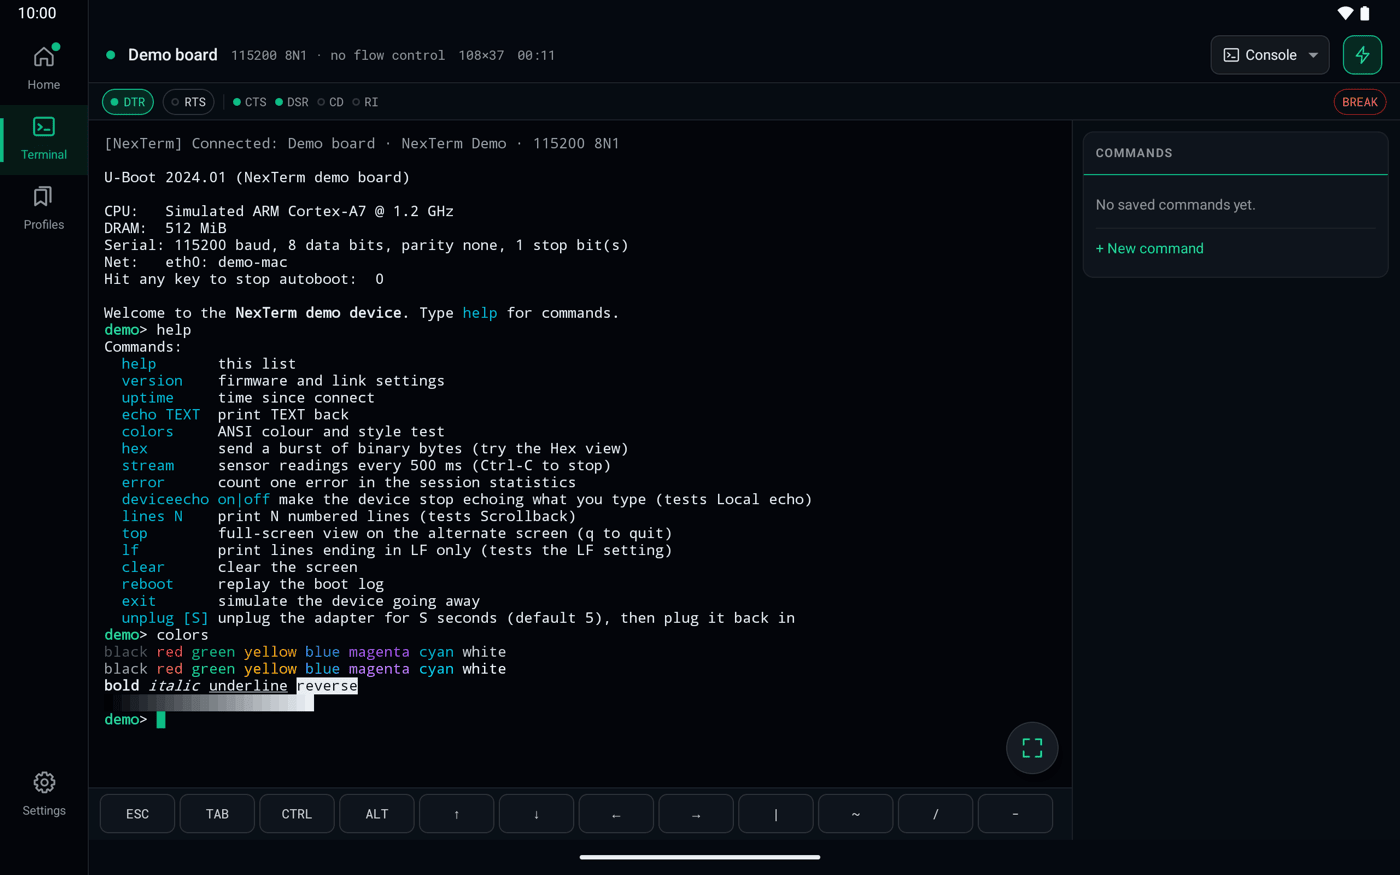 10:00
Demo board 115200 8N1 · no flow control 108×37 00:11
Console
Home
Terminal
Profiles
Settings
DTR RTS CTS DSR CD RI
BREAK
[NexTerm] Connected: Demo board · NexTerm Demo · 115200 8N1
U-Boot 2024.01 (NexTerm demo board)
CPU: Simulated ARM Cortex-A7 @ 1.2 GHz
DRAM: 512 MiB
Serial: 115200 baud, 8 data bits, parity none, 1 stop bit(s)
Net: eth0: demo-mac
Hit any key to stop autoboot: 0
Welcome to the NexTerm demo device. Type help for commands.
demo> help
Commands:
help this list
version firmware and link settings
uptime time since connect
echo TEXT print TEXT back
colors ANSI colour and style test
hex send a burst of binary bytes (try the Hex view)
stream sensor readings every 500 ms (Ctrl-C to stop)
error count one error in the session statistics
deviceecho on|off make the device stop echoing what you type (tests Local echo)
lines N print N numbered lines (tests Scrollback)
top full-screen view on the alternate screen (q to quit)
lf print lines ending in LF only (tests the LF setting)
clear clear the screen
reboot replay the boot log
exit simulate the device going away
unplug [S] unplug the adapter for S seconds (default 5), then plug it back in
demo> colors
black red green yellow blue magenta cyan white
black red green yellow blue magenta cyan white
bold italic underline reverse
demo>
COMMANDS
No saved commands yet.
+ New command
ESC TAB CTRL ALT ↑ ↓ ← → | ~ / -